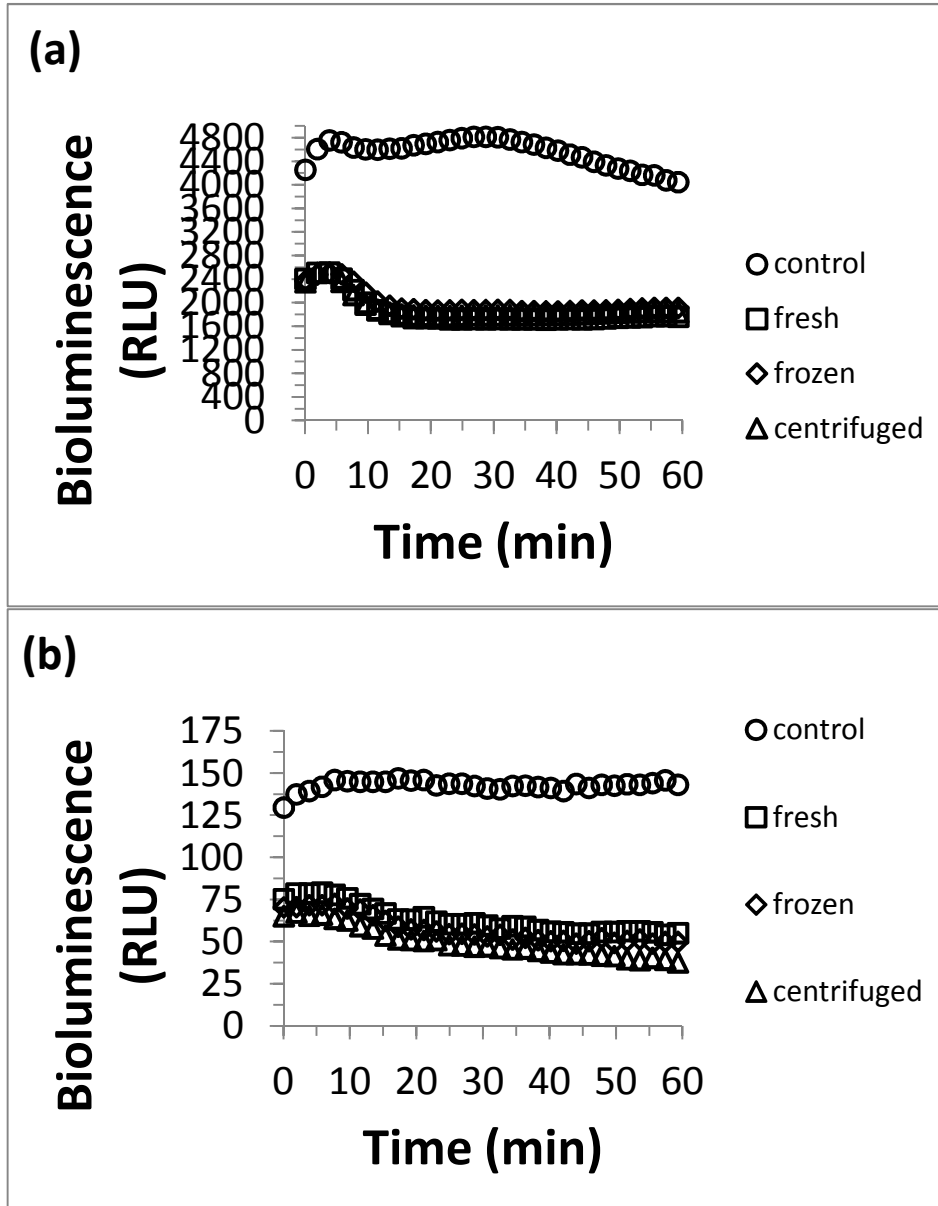 (a)
Bioluminescence
(RLU)
4800
4400
4000
3600
3200
2800
2400
2000
1600
1200
800
400
0
0 10 20 30 40 50 60
Time (min)
control
fresh
frozen
centrifuged
(b)
Bioluminescence
(RLU)
175
150
125
100
75
50
25
0
0 10 20 30 40 50 60
Time (min)
control
fresh
frozen
centrifuged